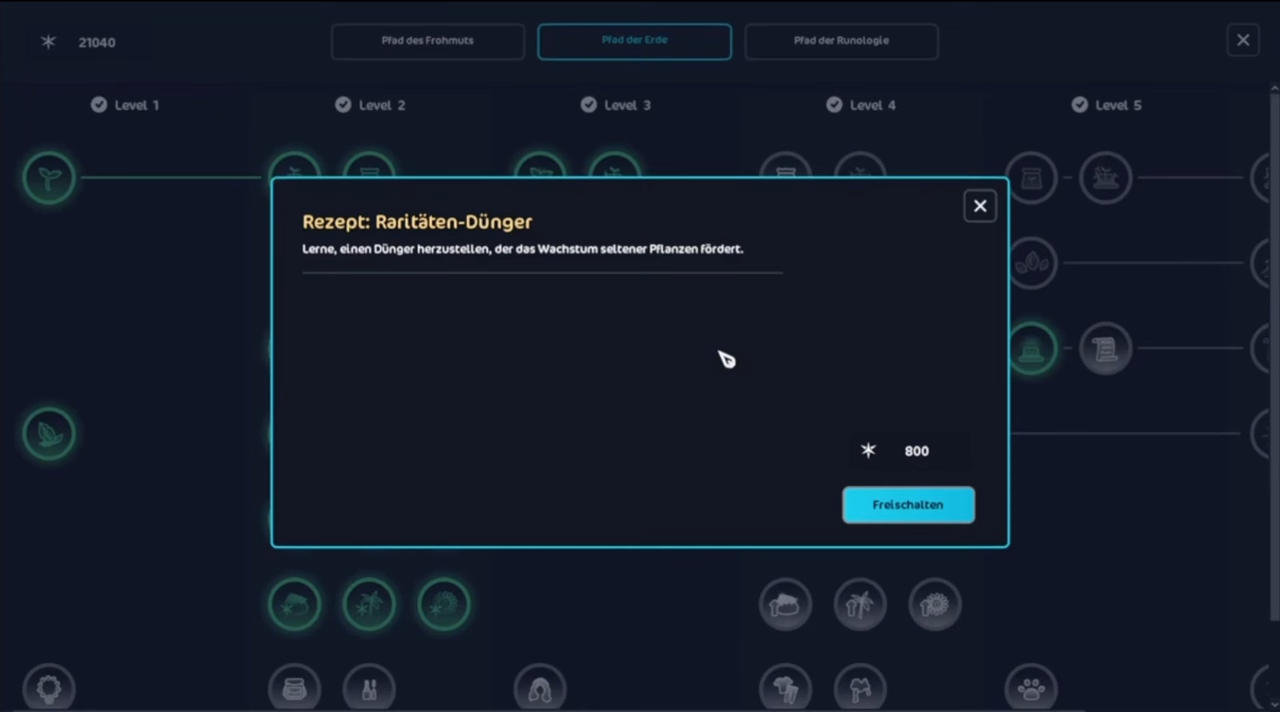 21040
Pfad des Frohmuts
Pfad der Erde
Pfad der Runologie
Level 1
Level 2
Level 3
Level 4
Level 5
Rezept: Raritäten-Dünger
Lerne, einen Dünger herzustellen, der das Wachstum seltener Pflanzen fördert.
800
Freischalten